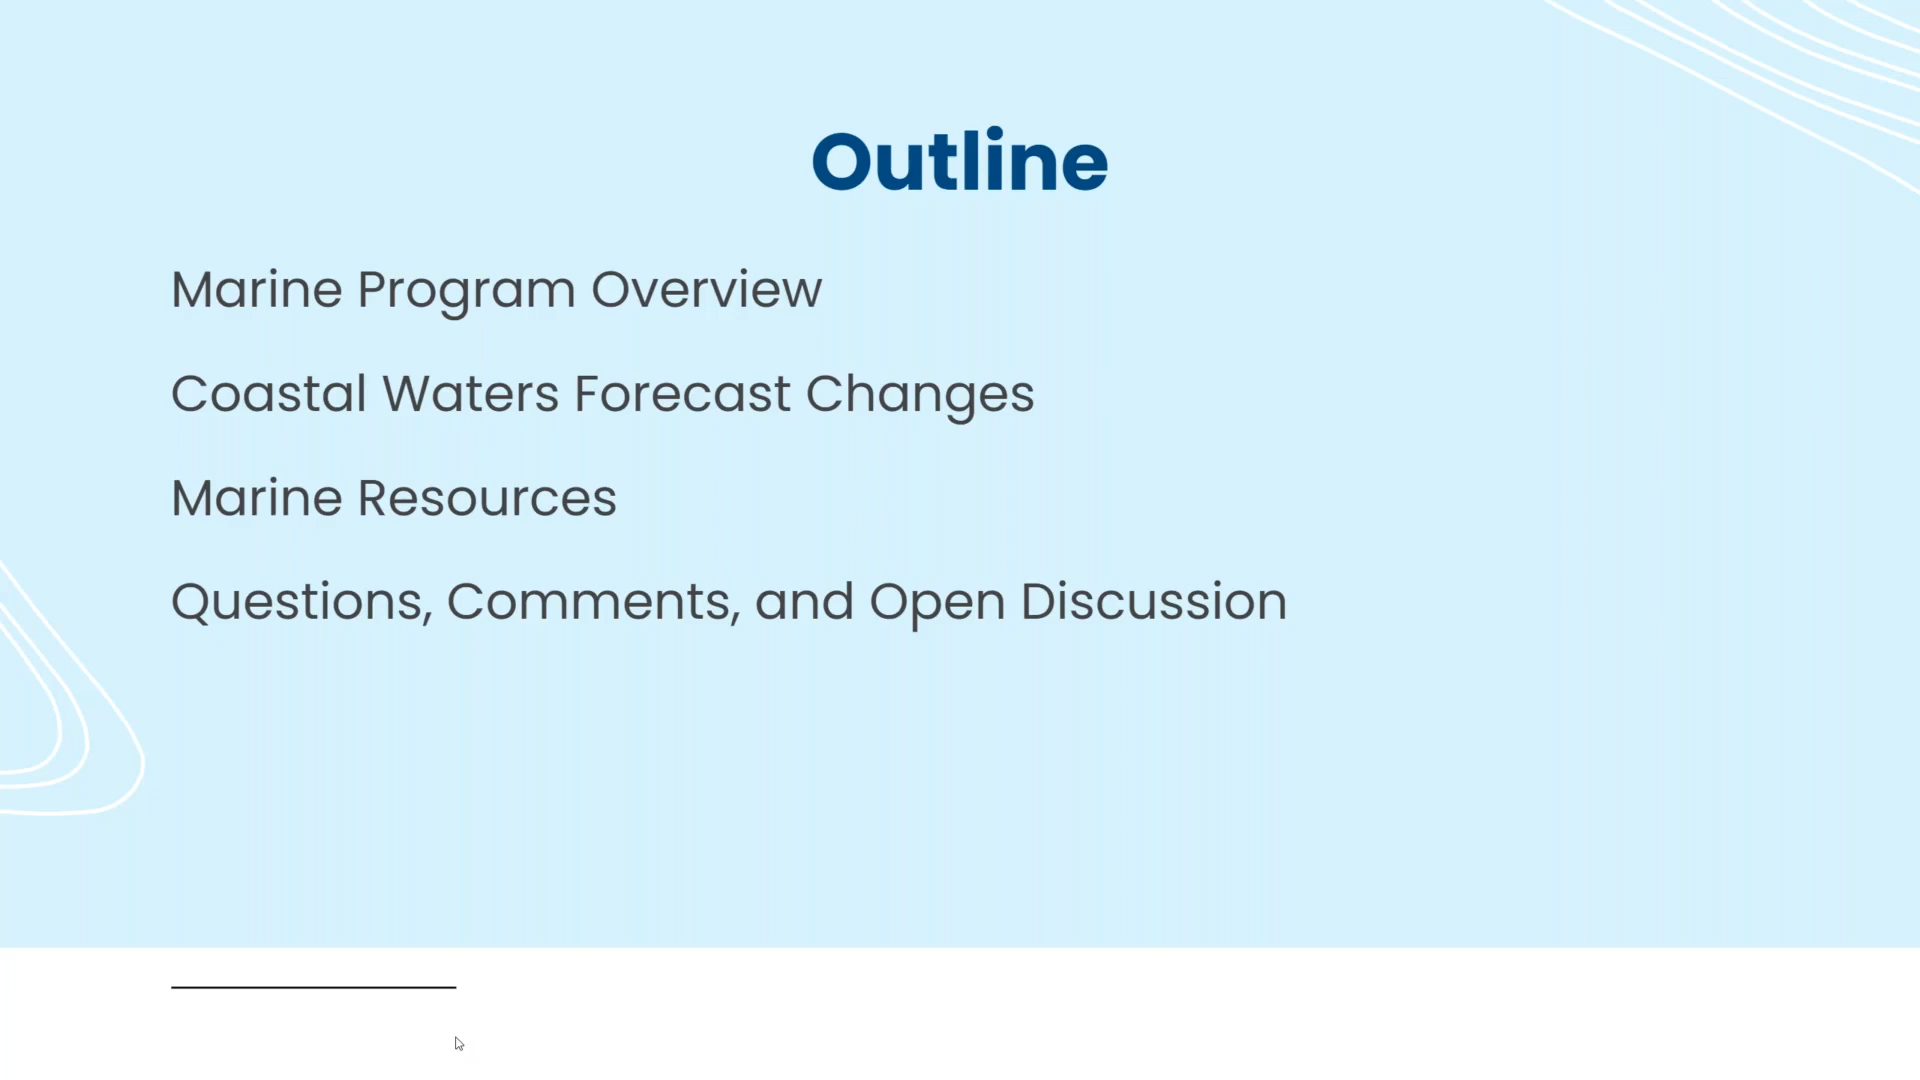 Outline
Marine Program Overview
Coastal Waters Forecast Changes
Marine Resources
Questions, Comments, and Open Discussion